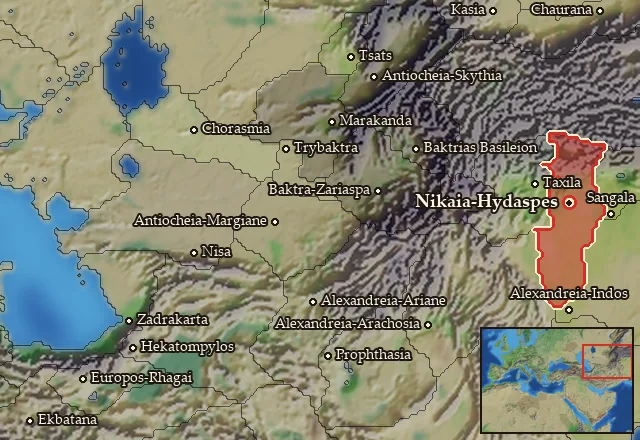 Kasia
Chaurana
Tsats
Antiocheia-Skythia
Marakanda
Chorasmia
Trybaktra
Baktrias Basileion
Taxila
Baktra-Zariaspa
Nikaia-Hydaspes
Sangala
Antiocheia-Margiane
Nisa
Alexandreia-Indos
Alexandreia-Ariane
Zadrakarta
Alexandreia-Arachosia
Hekatompylos
Prophthasia
Europos-Rhagai
Ekbatana